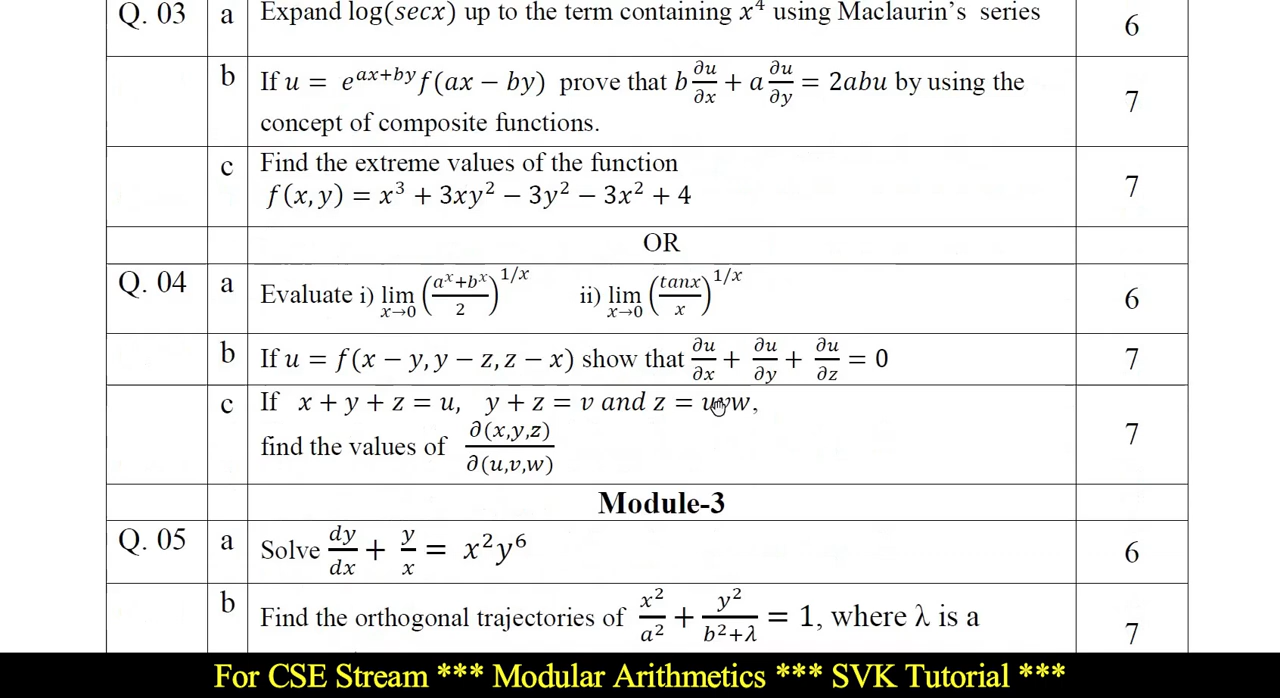 Q. 03 a Expand log(secx) up to the term containing x⁴ using Maclaurin's series 6
b If u = e^{ax+by} f(ax − by) prove that b ∂u/∂x + a ∂u/∂y = 2abu by using the 7
concept of composite functions.
c Find the extreme values of the function
f(x, y) = x³ + 3xy² − 3y² − 3x² + 4 7
OR
Q. 04 a Evaluate i) lim_{x→0} ((a^x+b^x)/2)^{1/x} ii) lim_{x→0} (tanx/x)^{1/x} 6
b If u = f(x − y, y − z, z − x) show that ∂u/∂x + ∂u/∂y + ∂u/∂z = 0 7
c If x + y + z = u, y + z = v and z = uvw,
find the values of ∂(x,y,z)/∂(u,v,w) 7
Module-3
Q. 05 a Solve dy/dx + y/x = x²y⁶ 6
b Find the orthogonal trajectories of x²/a² + y²/(b²+λ) = 1, where λ is a 7
For CSE Stream *** Modular Arithmetics *** SVK Tutorial ***